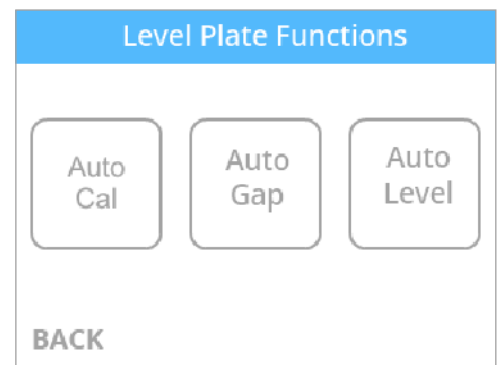 Level Plate Functions
Auto
Cal
Auto
Gap
Auto
Level
BACK